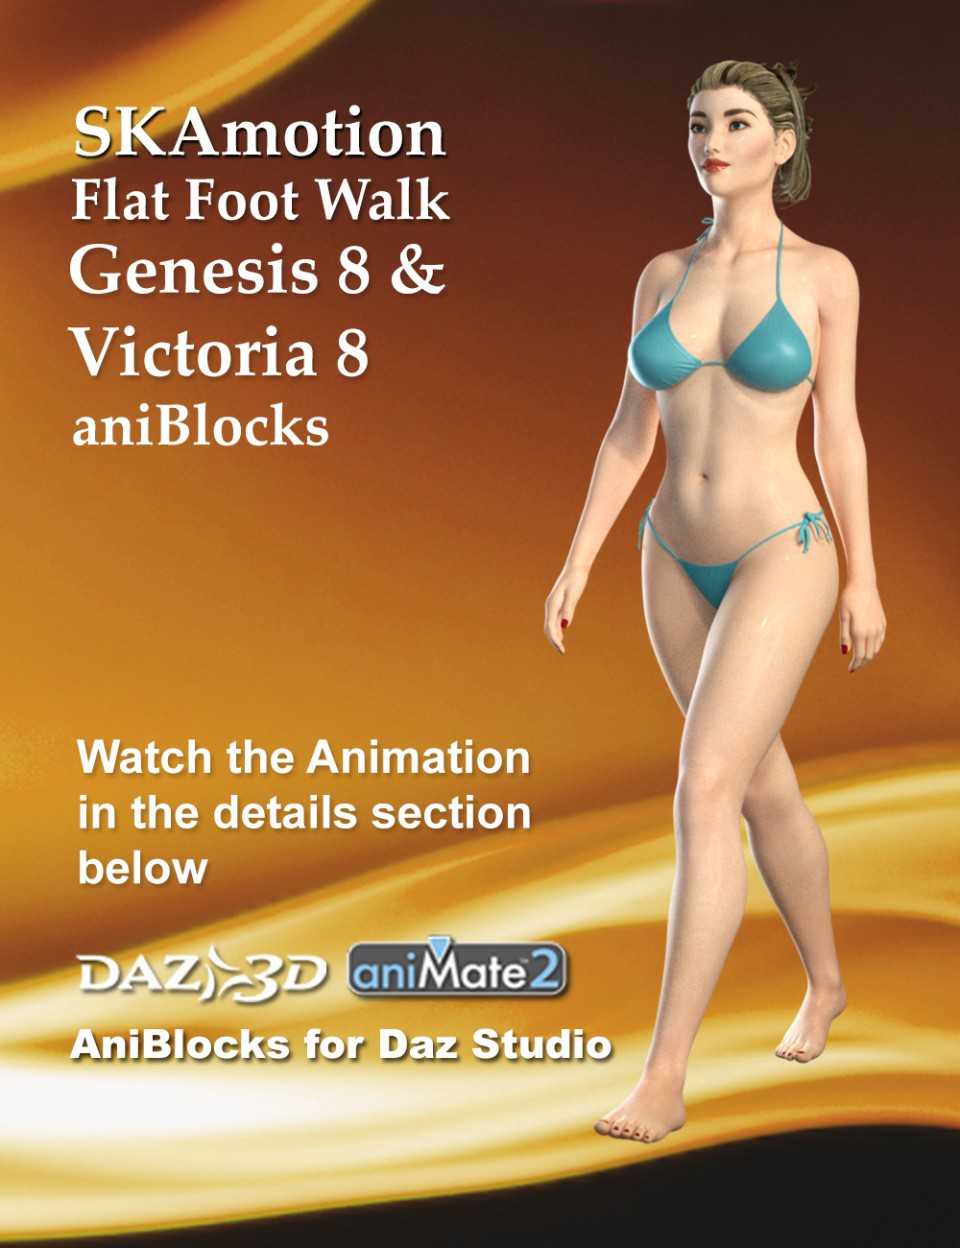 SKAmotion
Flat Foot Walk
Genesis 8 &
Victoria 8
aniBlocks
Watch the Animation
in the details section
below
DAZ 3D aniMate™2
AniBlocks for Daz Studio